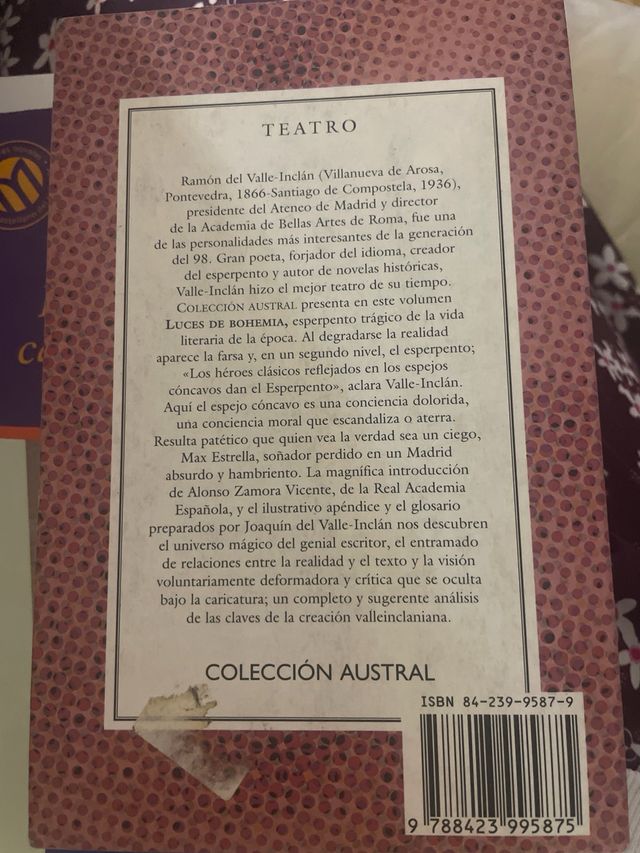 TEATRO
Ramón del Valle-Inclán (Villanueva de Arosa,
Pontevedra, 1866-Santiago de Compostela, 1936),
presidente del Ateneo de Madrid y director
de la Academia de Bellas Artes de Roma, fue una
de las personalidades más interesantes de la generación
del 98. Gran poeta, forjador del idioma, creador
del esperpento y autor de novelas históricas,
Valle-Inclán hizo el mejor teatro de su tiempo.
COLECCIÓN AUSTRAL presenta en este volumen
LUCES DE BOHEMIA, esperpento trágico de la vida
literaria de la época. Al degradarse la realidad
aparece la farsa y, en un segundo nivel, el esperpento;
«Los héroes clásicos reflejados en los espejos
cóncavos dan el Esperpento», aclara Valle-Inclán.
Aquí el espejo cóncavo es una conciencia dolorida,
una conciencia moral que escandaliza o aterra.
Resulta patético que quien vea la verdad sea un ciego,
Max Estrella, soñador perdido en un Madrid
absurdo y hambriento. La magnífica introducción
de Alonso Zamora Vicente, de la Real Academia
Española, y el ilustrativo apéndice y el glosario
preparados por Joaquín del Valle-Inclán nos descubren
el universo mágico del genial escritor, el entramado
de relaciones entre la realidad y el texto y la visión
voluntariamente deformadora y crítica que se oculta
bajo la caricatura; un completo y sugerente análisis
de las claves de la creación valleinclaniana.
COLECCIÓN AUSTRAL
ISBN 84-239-9587-9
9 788423 995875